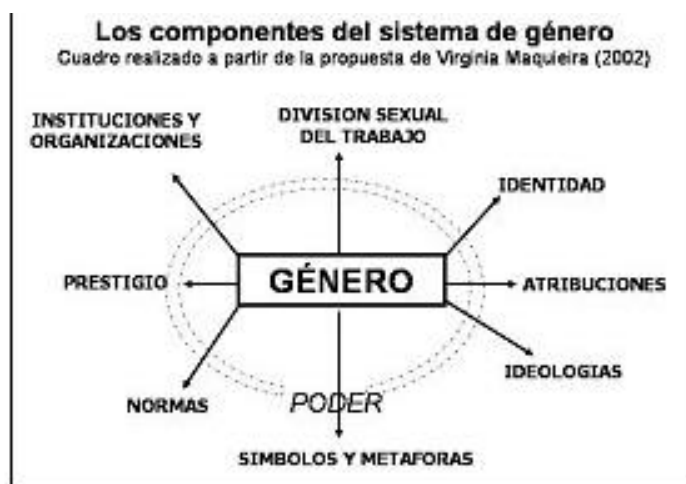 Los componentes del sistema de género
Cuadro realizado a partir de la propuesta de Virginia Maquieira (2002)
INSTITUCIONES Y
ORGANIZACIONES
DIVISION SEXUAL
DEL TRABAJO
IDENTIDAD
PRESTIGIO
GÉNERO
ATRIBUCIONES
IDEOLOGIAS
NORMAS
PODER
SIMBOLOS Y METAFORAS